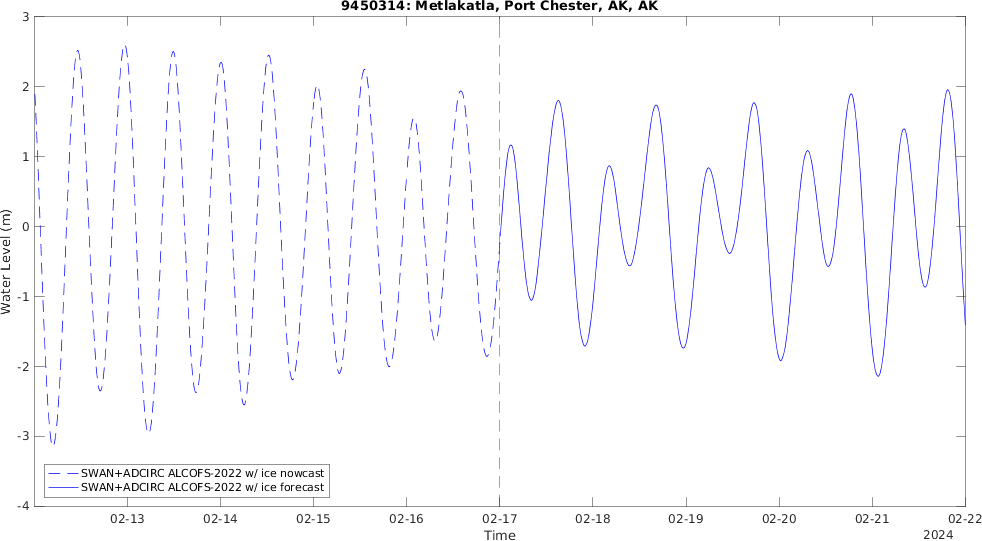 9450314: Metlakatla, Port Chester, AK, AK
3
2
1
0
-1
-2
-3
-4
Water Level (m)
SWAN+ADCIRC ALCOFS-2022 w/ ice nowcast
SWAN+ADCIRC ALCOFS-2022 w/ ice forecast
02-13 02-14 02-15 02-16 02-17 02-18 02-19 02-20 02-21 02-22
Time
2024